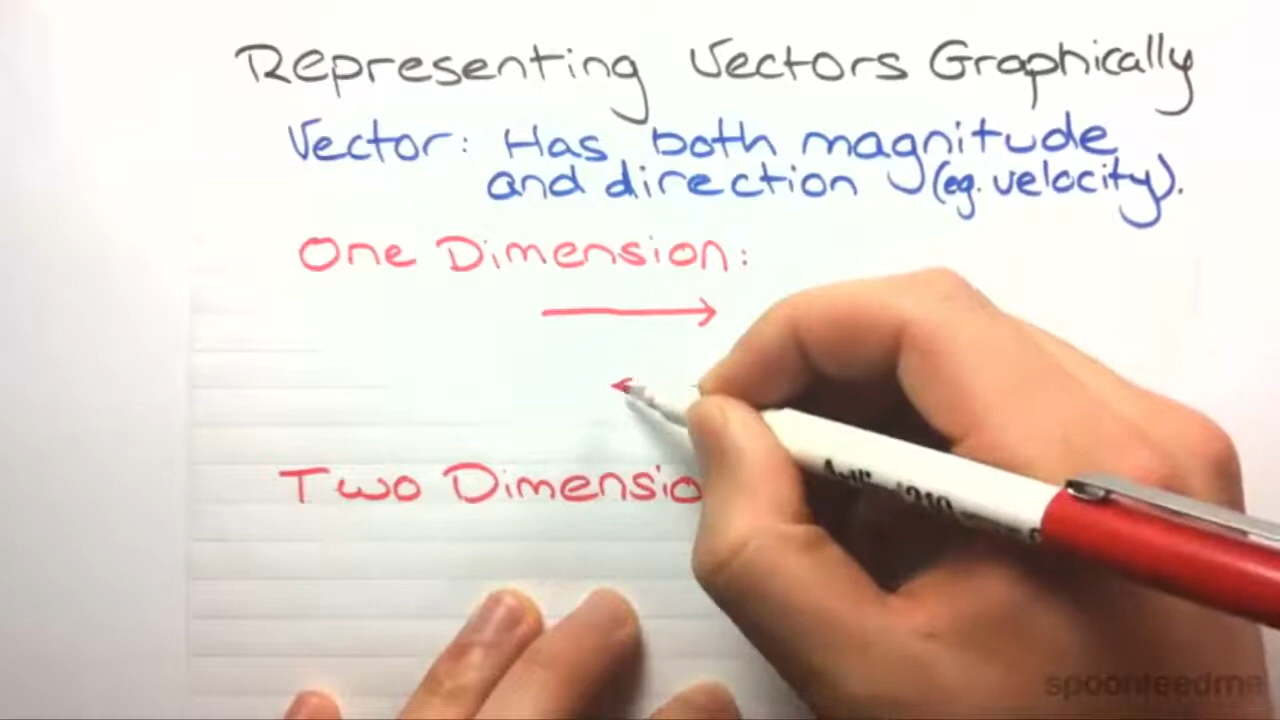 Representing Vectors Graphically
Vector: Has both magnitude
and direction (eg. velocity).
One Dimension:
Two Dimensio
spoonfeedme